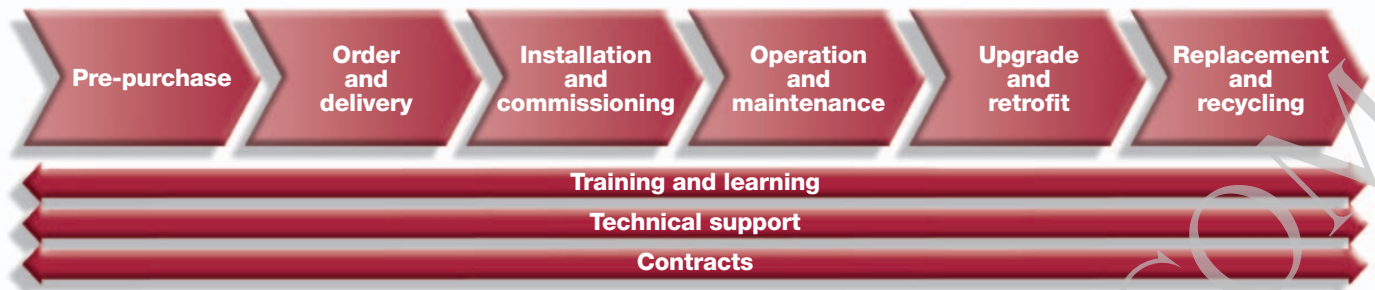 Pre-purchase
Order
and
delivery
Installation
and
commissioning
Operation
and
maintenance
Upgrade
and
retrofit
Replacement
and
recycling
Training and learning
Technical support
Contracts